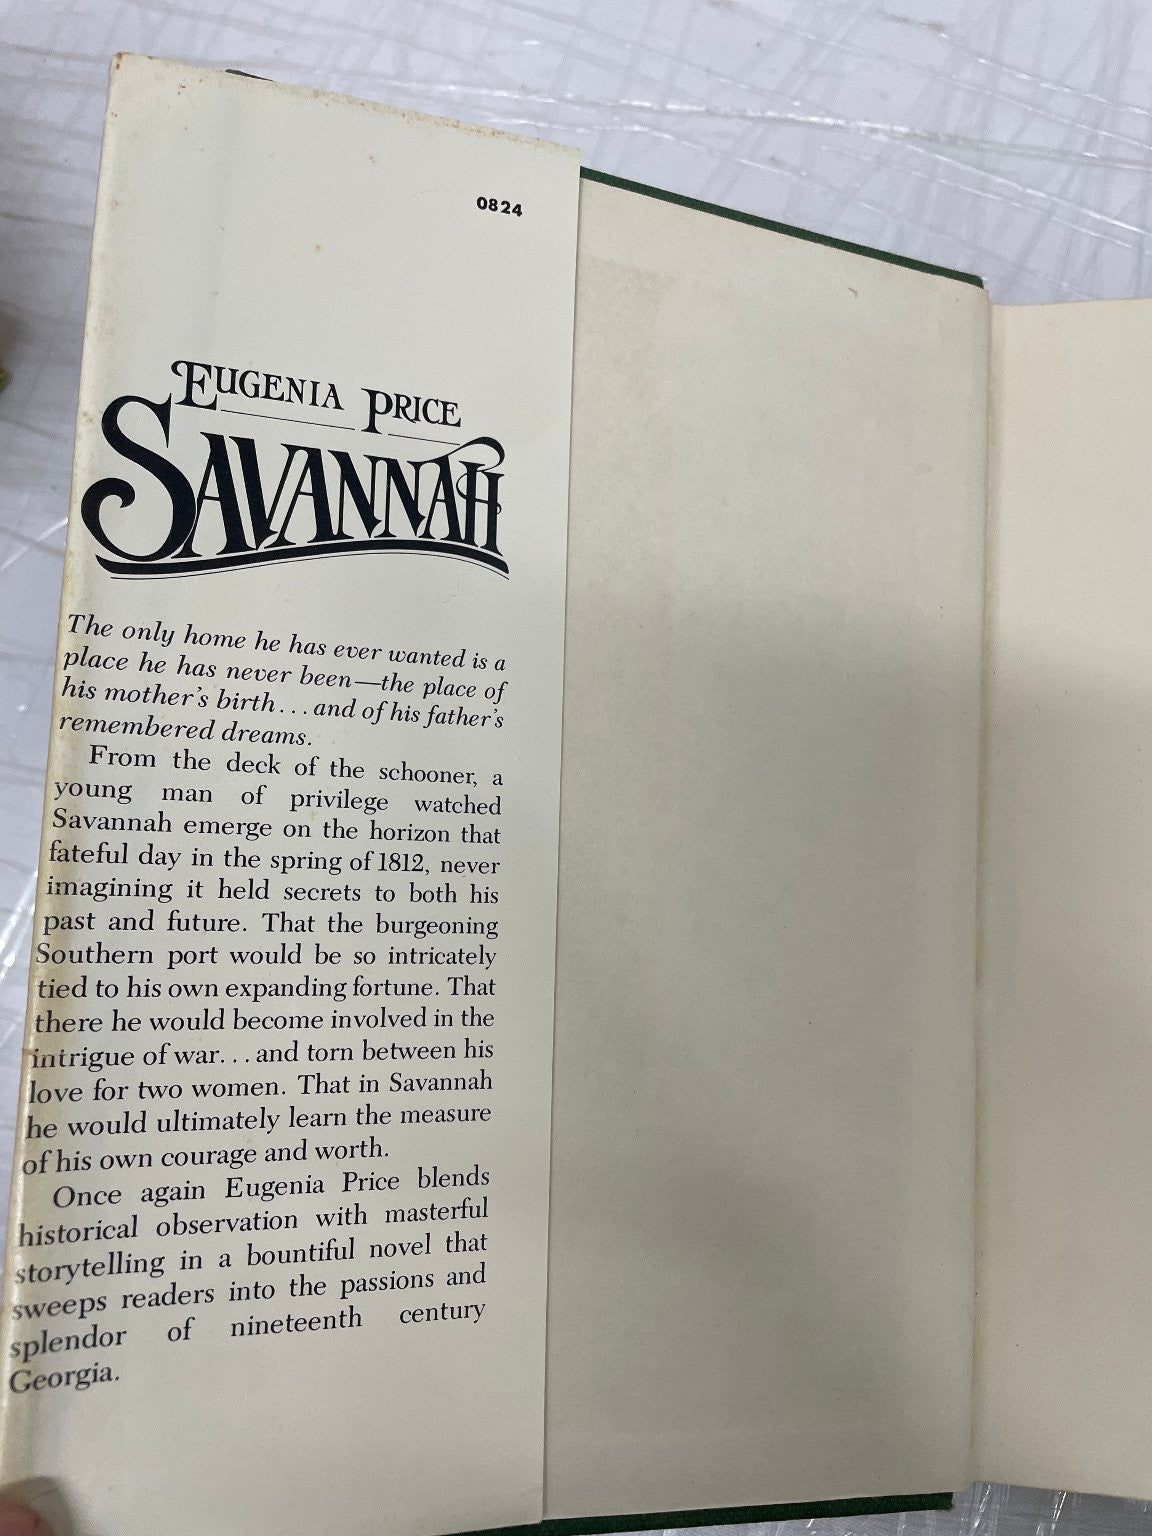 0824
EUGENIA PRICE
SAVANNAH
The only home he has ever wanted is a
place he has never been—the place of
his mother's birth...and of his father's
remembered dreams.
From the deck of the schooner, a
young man of privilege watched
Savannah emerge on the horizon that
fateful day in the spring of 1812, never
imagining it held secrets to both his
past and future. That the burgeoning
Southern port would be so intricately
tied to his own expanding fortune. That
there he would become involved in the
intrigue of war...and torn between his
love for two women. That in Savannah
he would ultimately learn the measure
of his own courage and worth.
Once again Eugenia Price blends
historical observation with masterful
storytelling in a bountiful novel that
sweeps readers into the passions and
splendor of nineteenth century
Georgia.